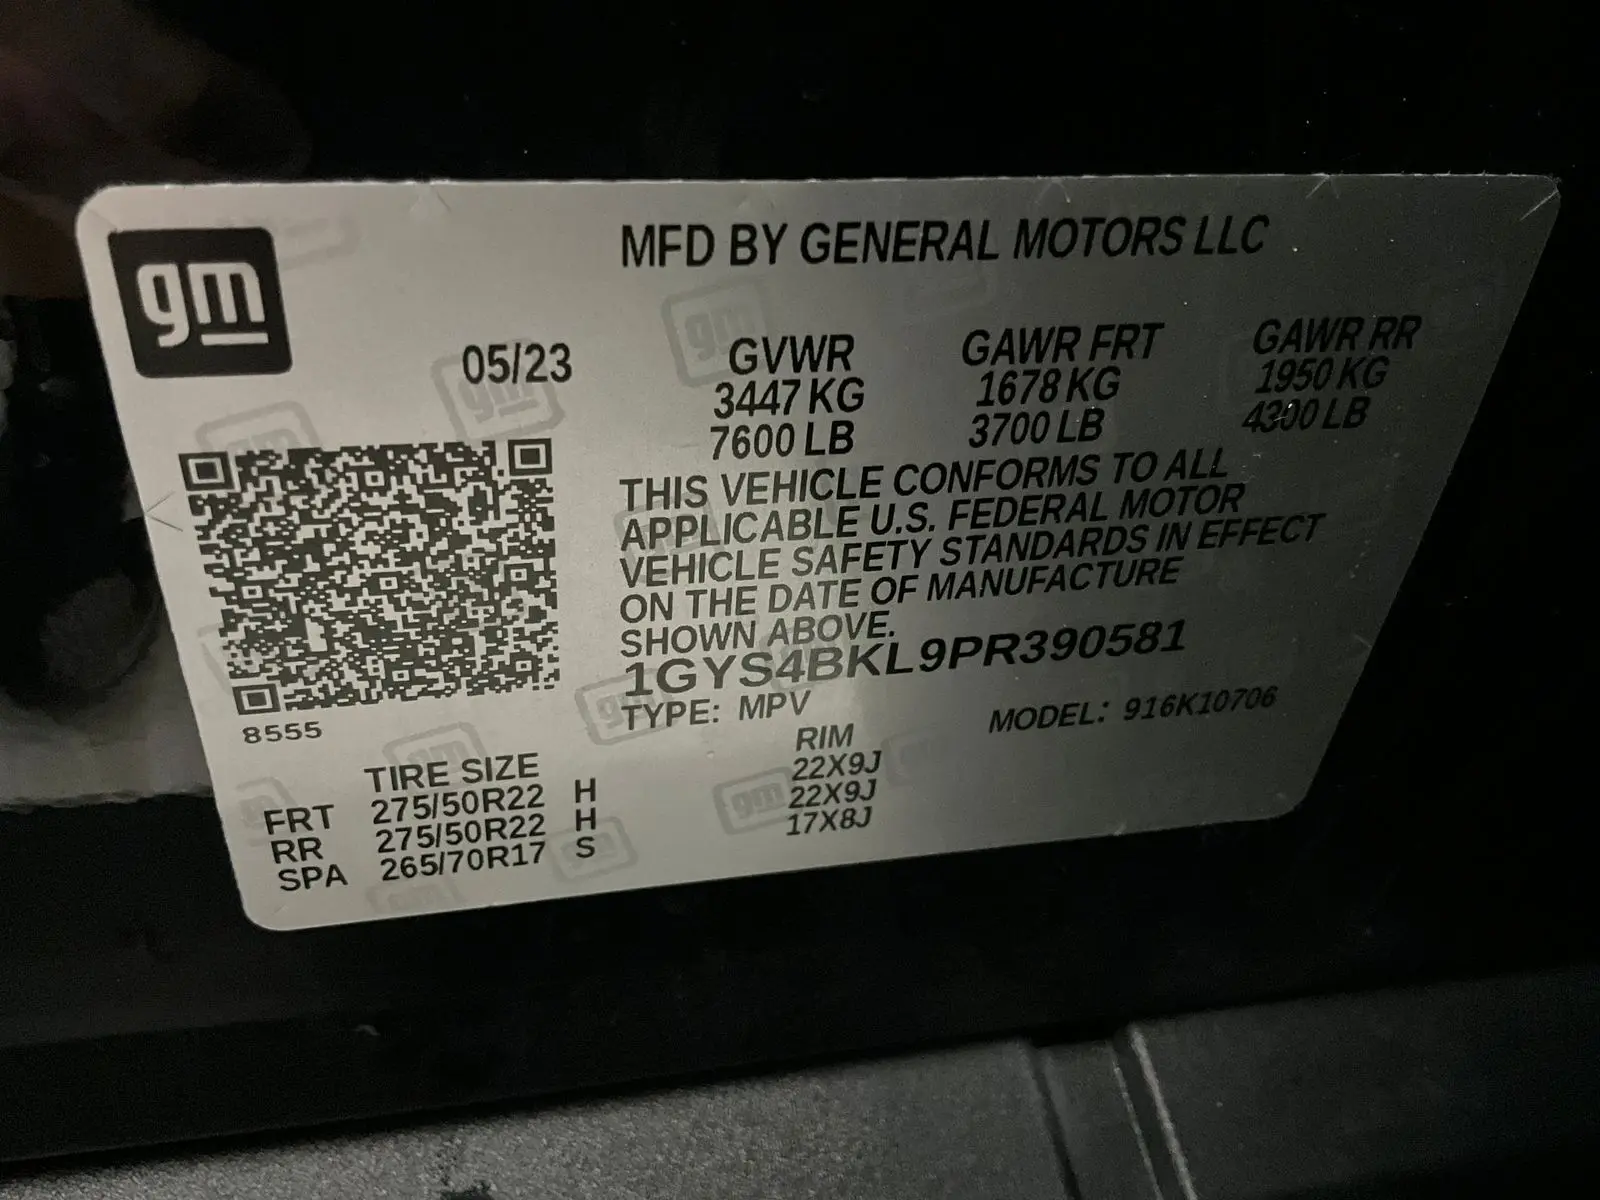 gm
MFD BY GENERAL MOTORS LLC
05/23
GVWR GAWR FRT GAWR RR
3447 KG 1678 KG 1950 KG
7600 LB 3700 LB 4300 LB
THIS VEHICLE CONFORMS TO ALL
APPLICABLE U.S. FEDERAL MOTOR
VEHICLE SAFETY STANDARDS IN EFFECT
ON THE DATE OF MANUFACTURE
SHOWN ABOVE.
1GYS4BKL9PR390581
TYPE: MPV MODEL: 916K10706
8555
TIRE SIZE RIM
FRT 275/50R22 H 22X9J
RR 275/50R22 H 22X9J
SPA 265/70R17 S 17X8J